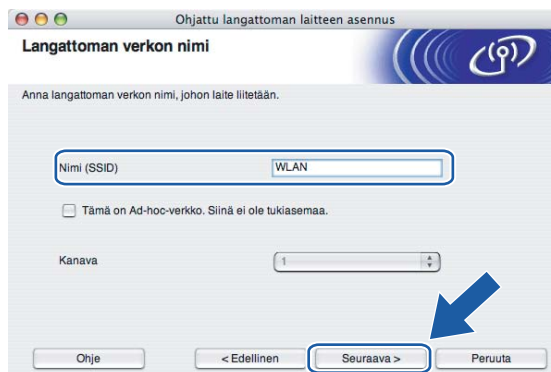 Ohjattu langattoman laitteen asennus
Langattoman verkon nimi
Anna langattoman verkon nimi, johon laite liitetään.
Nimi (SSID) WLAN
Tämä on Ad-hoc-verkko. Siinä ei ole tukiasemaa.
Kanava 1
Ohje < Edellinen Seuraava > Peruuta